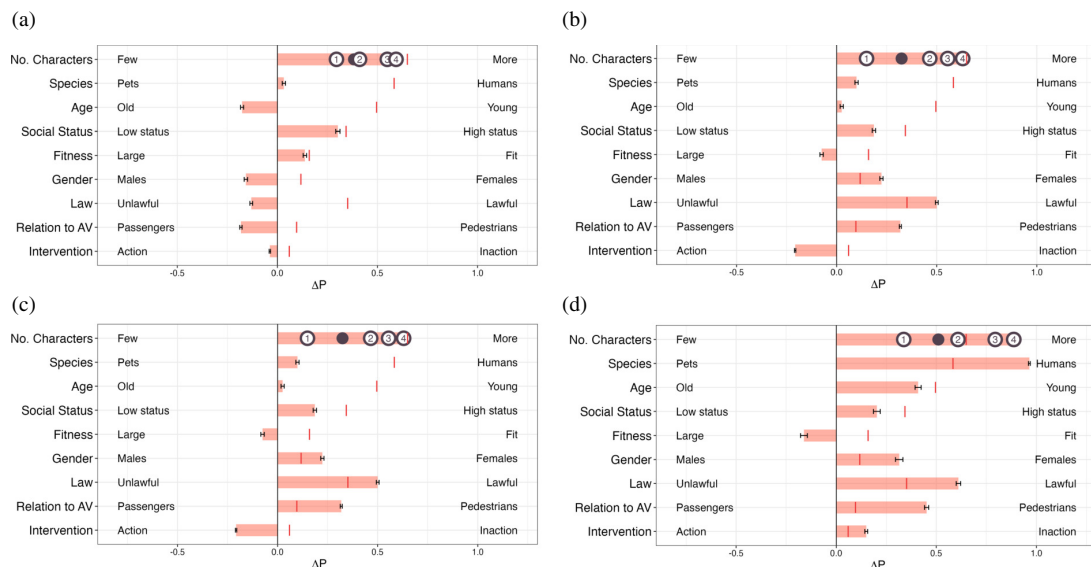 (a)
No. Characters Few 1 2 3 4 More
Species Pets Humans
Age Old Young
Social Status Low status High status
Fitness Large Fit
Gender Males Females
Law Unlawful Lawful
Relation to AV Passengers Pedestrians
Intervention Action Inaction
-0.5 0.0 0.5 1.0
ΔP
(b)
No. Characters Few 1 2 3 4 More
Species Pets Humans
Age Old Young
Social Status Low status High status
Fitness Large Fit
Gender Males Females
Law Unlawful Lawful
Relation to AV Passengers Pedestrians
Intervention Action Inaction
-0.5 0.0 0.5 1.0
ΔP
(c)
No. Characters Few 1 2 3 4 More
Species Pets Humans
Age Old Young
Social Status Low status High status
Fitness Large Fit
Gender Males Females
Law Unlawful Lawful
Relation to AV Passengers Pedestrians
Intervention Action Inaction
-0.5 0.0 0.5 1.0
ΔP
(d)
No. Characters Few 1 2 3 4 More
Species Pets Humans
Age Old Young
Social Status Low status High status
Fitness Large Fit
Gender Males Females
Law Unlawful Lawful
Relation to AV Passengers Pedestrians
Intervention Action Inaction
-0.5 0.0 0.5 1.0
ΔP